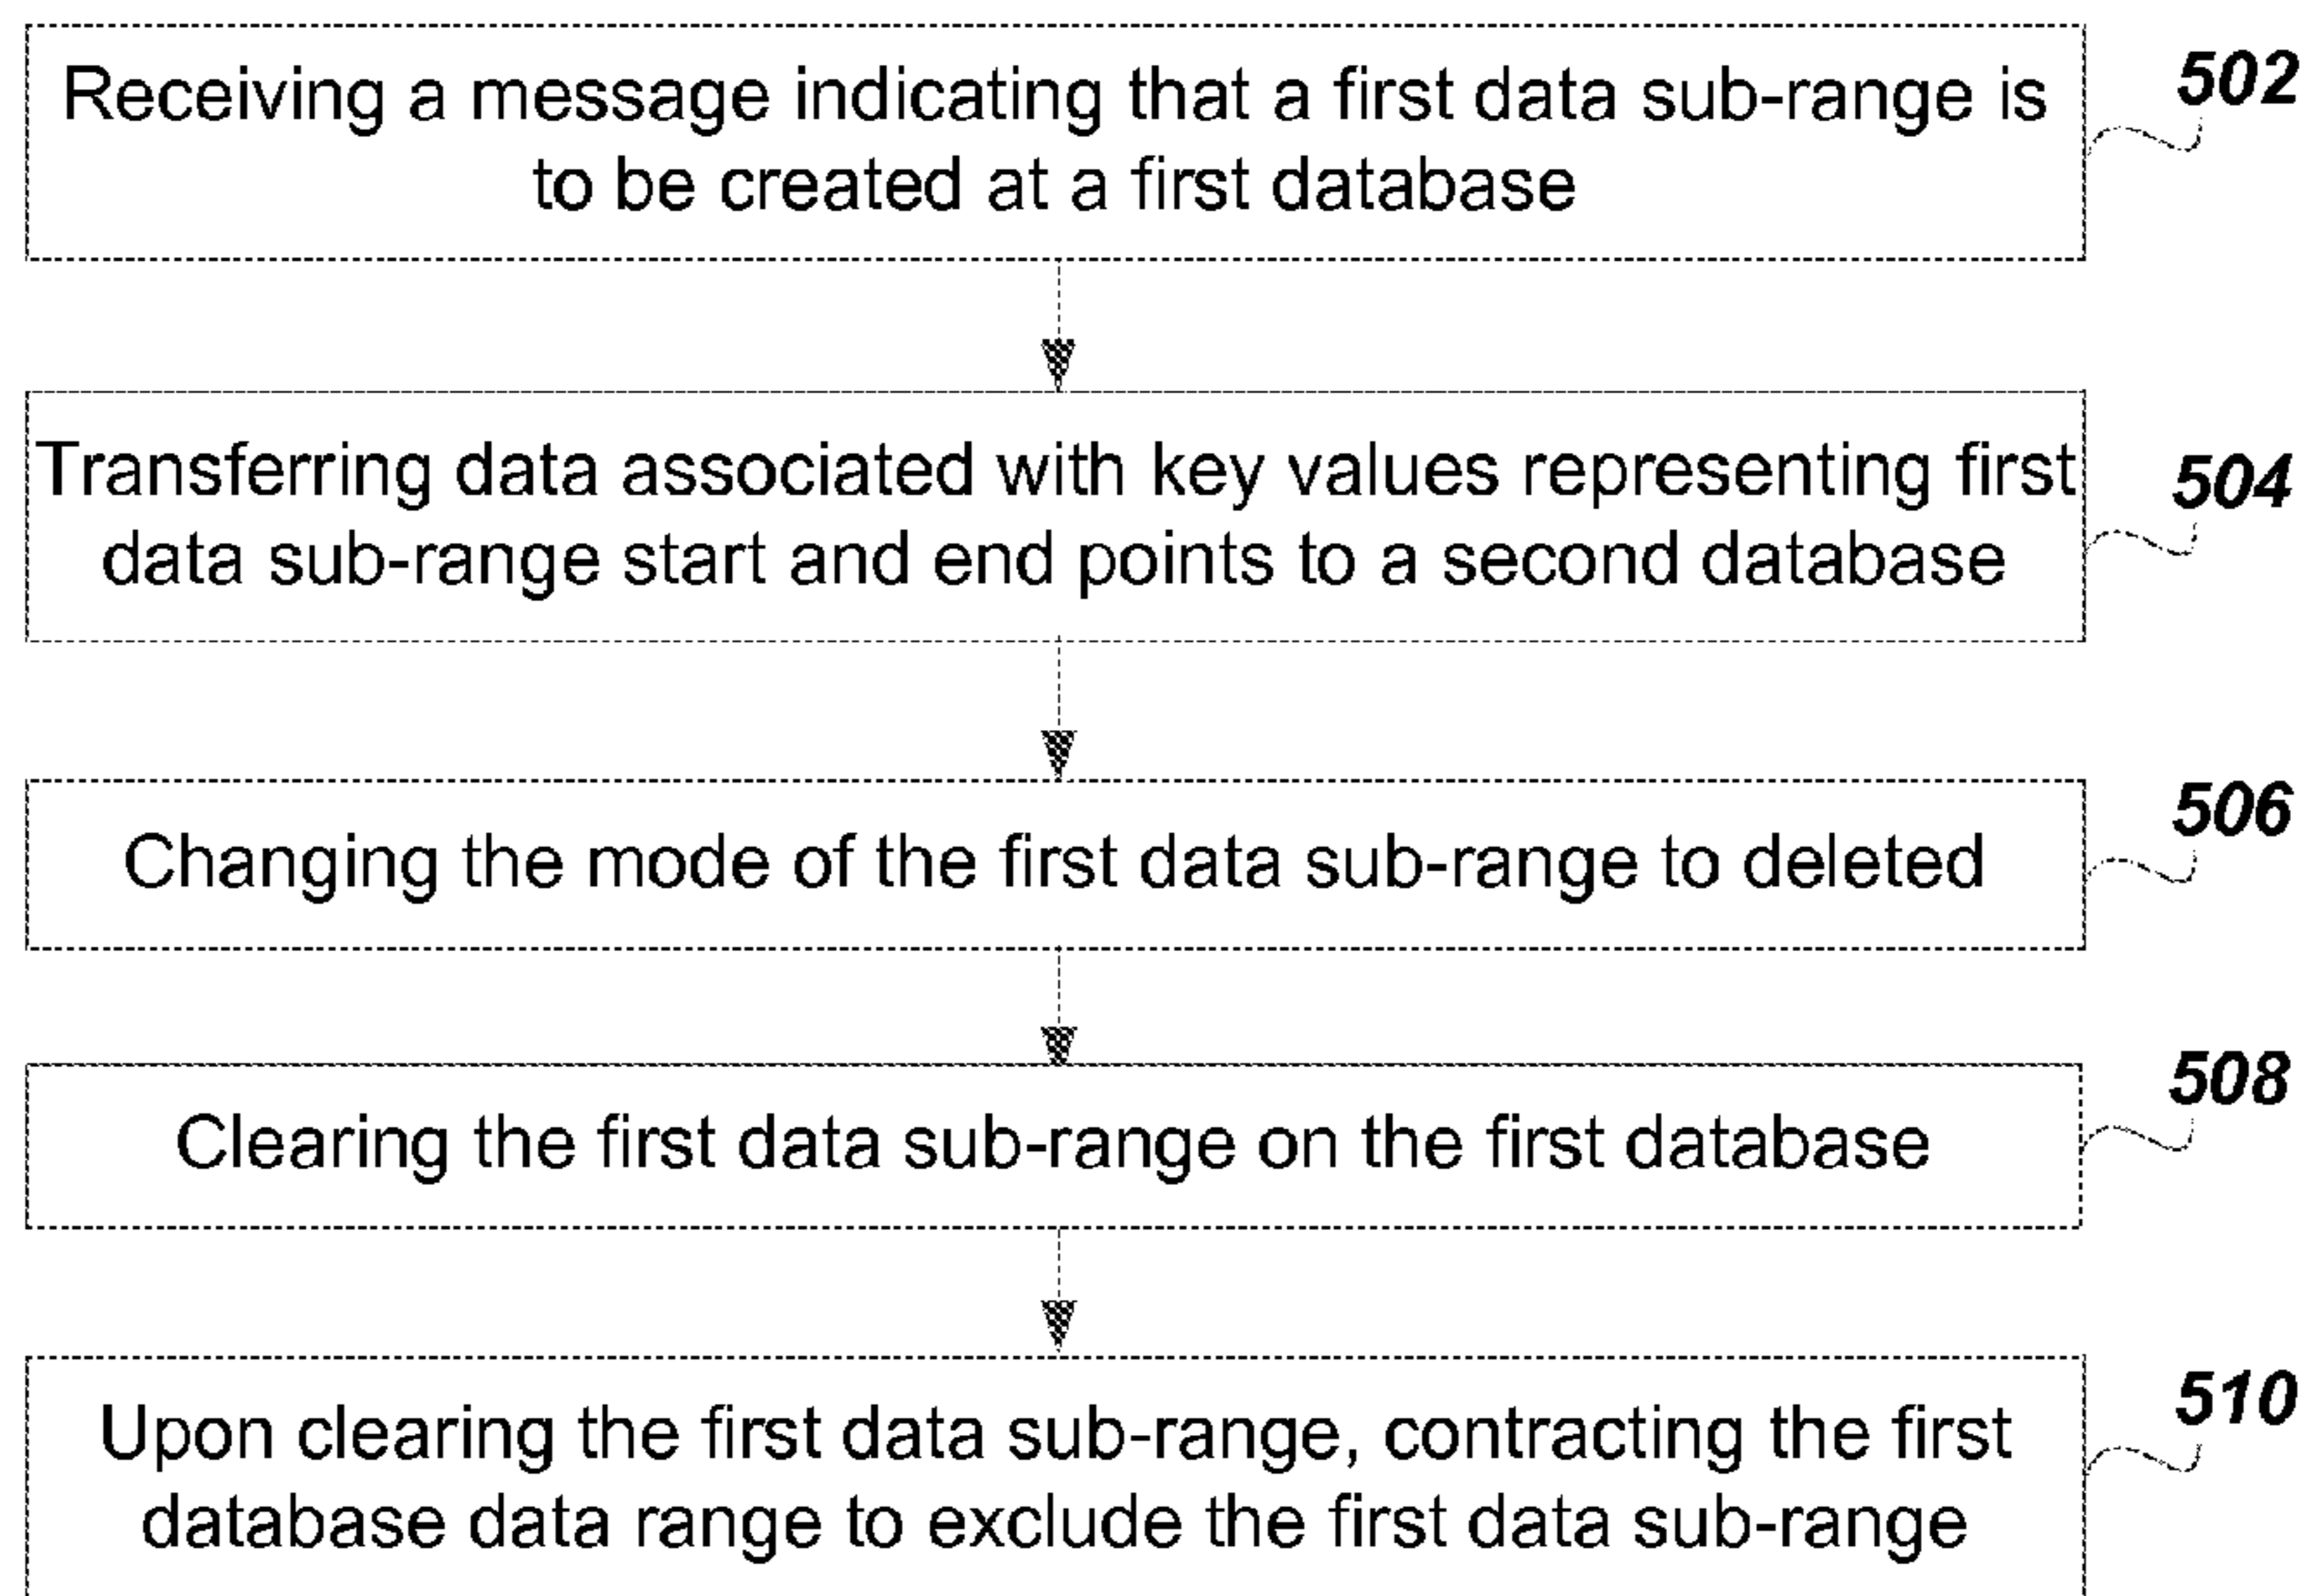 Receiving a message indicating that a first data sub-range is
to be created at a first database
502
Transferring data associated with key values representing first
data sub-range start and end points to a second database
504
Changing the mode of the first data sub-range to deleted
506
Clearing the first data sub-range on the first database
508
Upon clearing the first data sub-range, contracting the first
database data range to exclude the first data sub-range
510